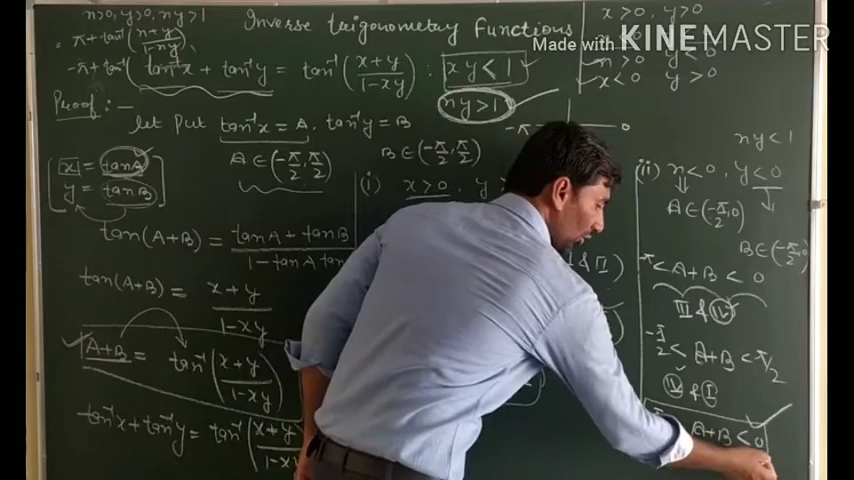 Inverse trigonometry Functions
x>0, y>0, xy>1
= π+tan⁻¹(x+y/1-xy)
-π+tan⁻¹(
tan⁻¹x + tan⁻¹y = tan⁻¹(x+y/1-xy) : xy<1
xy>1
x>0, y>0
x>0 y<0
x<0 y>0
Made with KINEMASTER
Proof:-
let Put tan⁻¹x = A, tan⁻¹y = B
-π 0
A∈(-π/2, π/2) B∈(-π/2, π/2)
x = tanA
y = tanB
(i) x>0, y
tan(A+B) = tanA + tanB / 1 - tanA tan
tan(A+B) = x+y / 1-xy
A+B = tan⁻¹(x+y / 1-xy)
tan⁻¹x + tan⁻¹y = tan⁻¹(x+y / 1-x
& II)
xy<1
(ii) x<0, y<0
A∈(-π/2, 0)
B∈(-π/2, 0)
-π < A+B < 0
III & IV
-π/2 < A+B < π/2
IV & I
A+B < 0